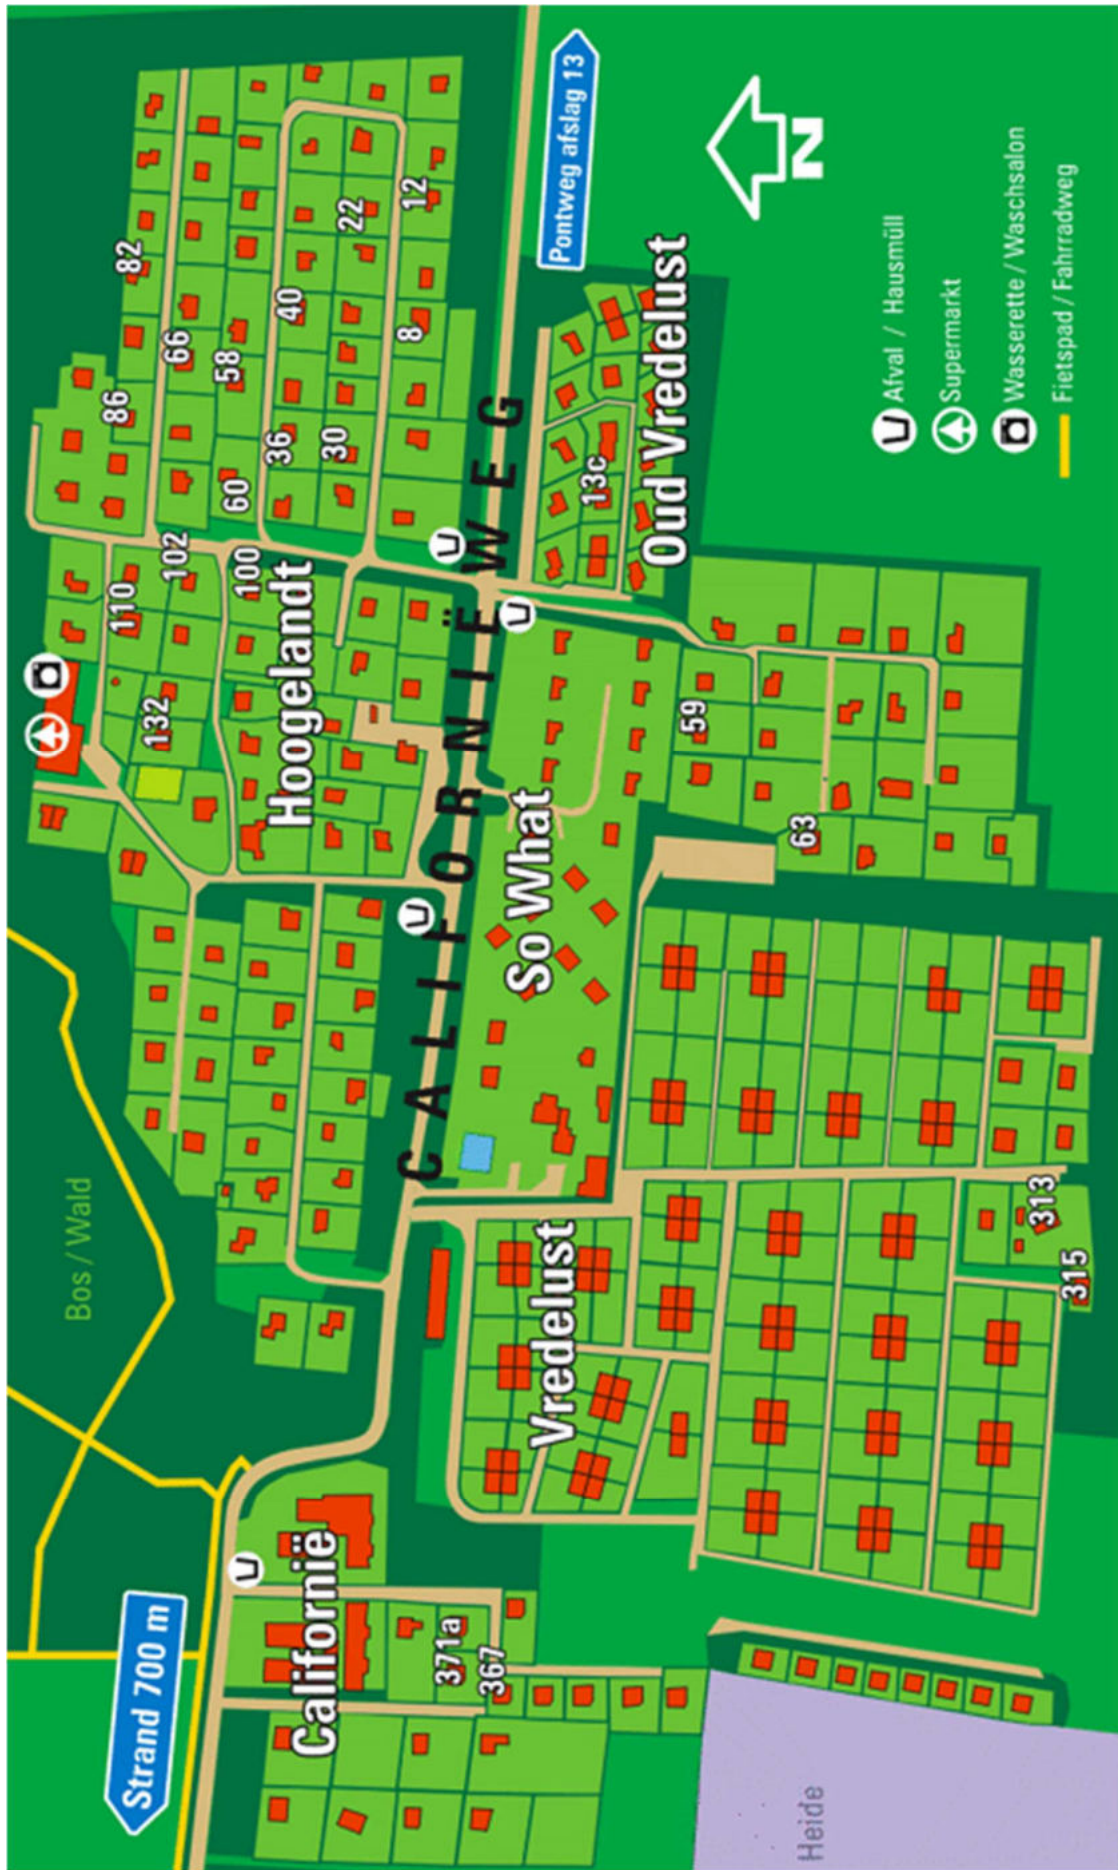 Strand 700 m
Bos / Wald
Californië
371a
367
Vredelust
CALIFORNIËWEG
So What
Hoogelandt
132
110
102
100
60
86
82
66
58
40
36
30
22
12
8
Pontweg afslag 13
N
Oud Vredelust
13c
59
63
313
315
Heide
Afval / Hausmüll
Supermarkt
Wasserette / Waschsalon
Fietspad / Fahrradweg